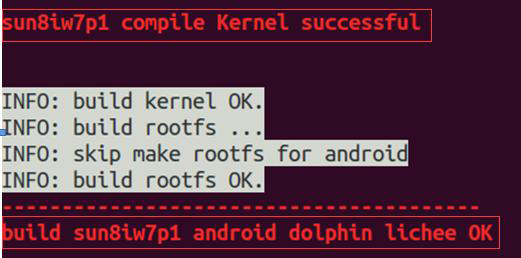 sun8iw7p1 compile Kernel successful
INFO: build kernel OK.
INFO: build rootfs ...
INFO: skip make rootfs for android
INFO: build rootfs OK.
----------------------------------------
build sun8iw7p1 android dolphin lichee OK